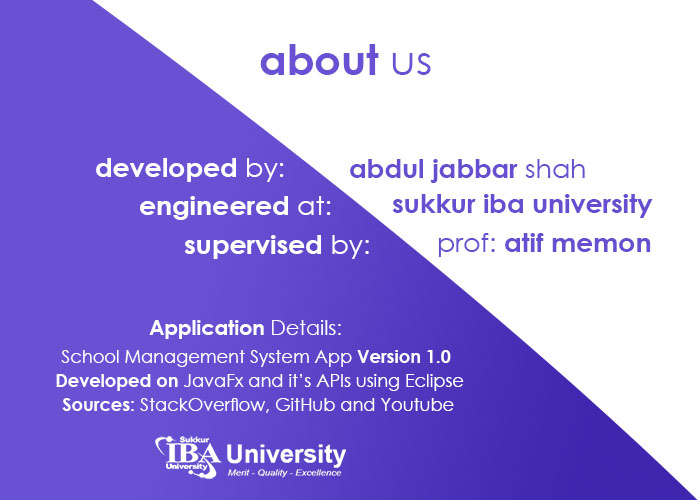 about us
developed by: abdul jabbar shah
engineered at: sukkur iba university
supervised by: prof: atif memon
Application Details:
School Management System App Version 1.0
Developed on JavaFx and it's APIs using Eclipse
Sources: StackOverflow, GitHub and Youtube
Sukkur
IBA University
University
Merit - Quality - Excellence